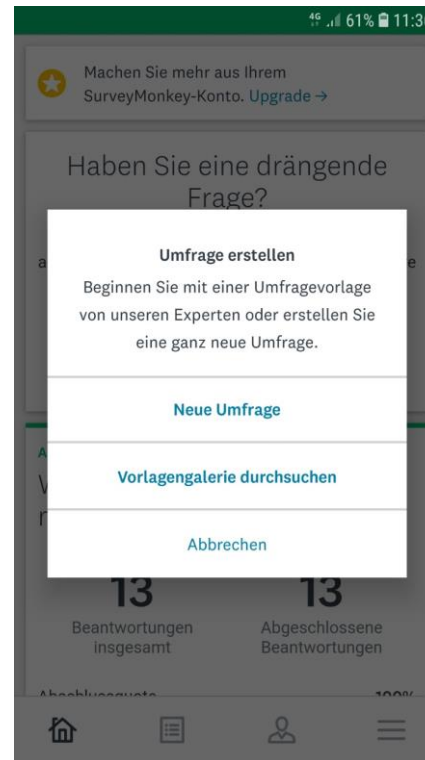 4G 61% 11:3
Machen Sie mehr aus Ihrem
SurveyMonkey-Konto. Upgrade →
Haben Sie eine drängende
Frage?
Umfrage erstellen
Beginnen Sie mit einer Umfragevorlage
von unseren Experten oder erstellen Sie
eine ganz neue Umfrage.
Neue Umfrage
Vorlagengalerie durchsuchen
Abbrechen
13 13
Beantwortungen Abgeschlossene
insgesamt Beantwortungen